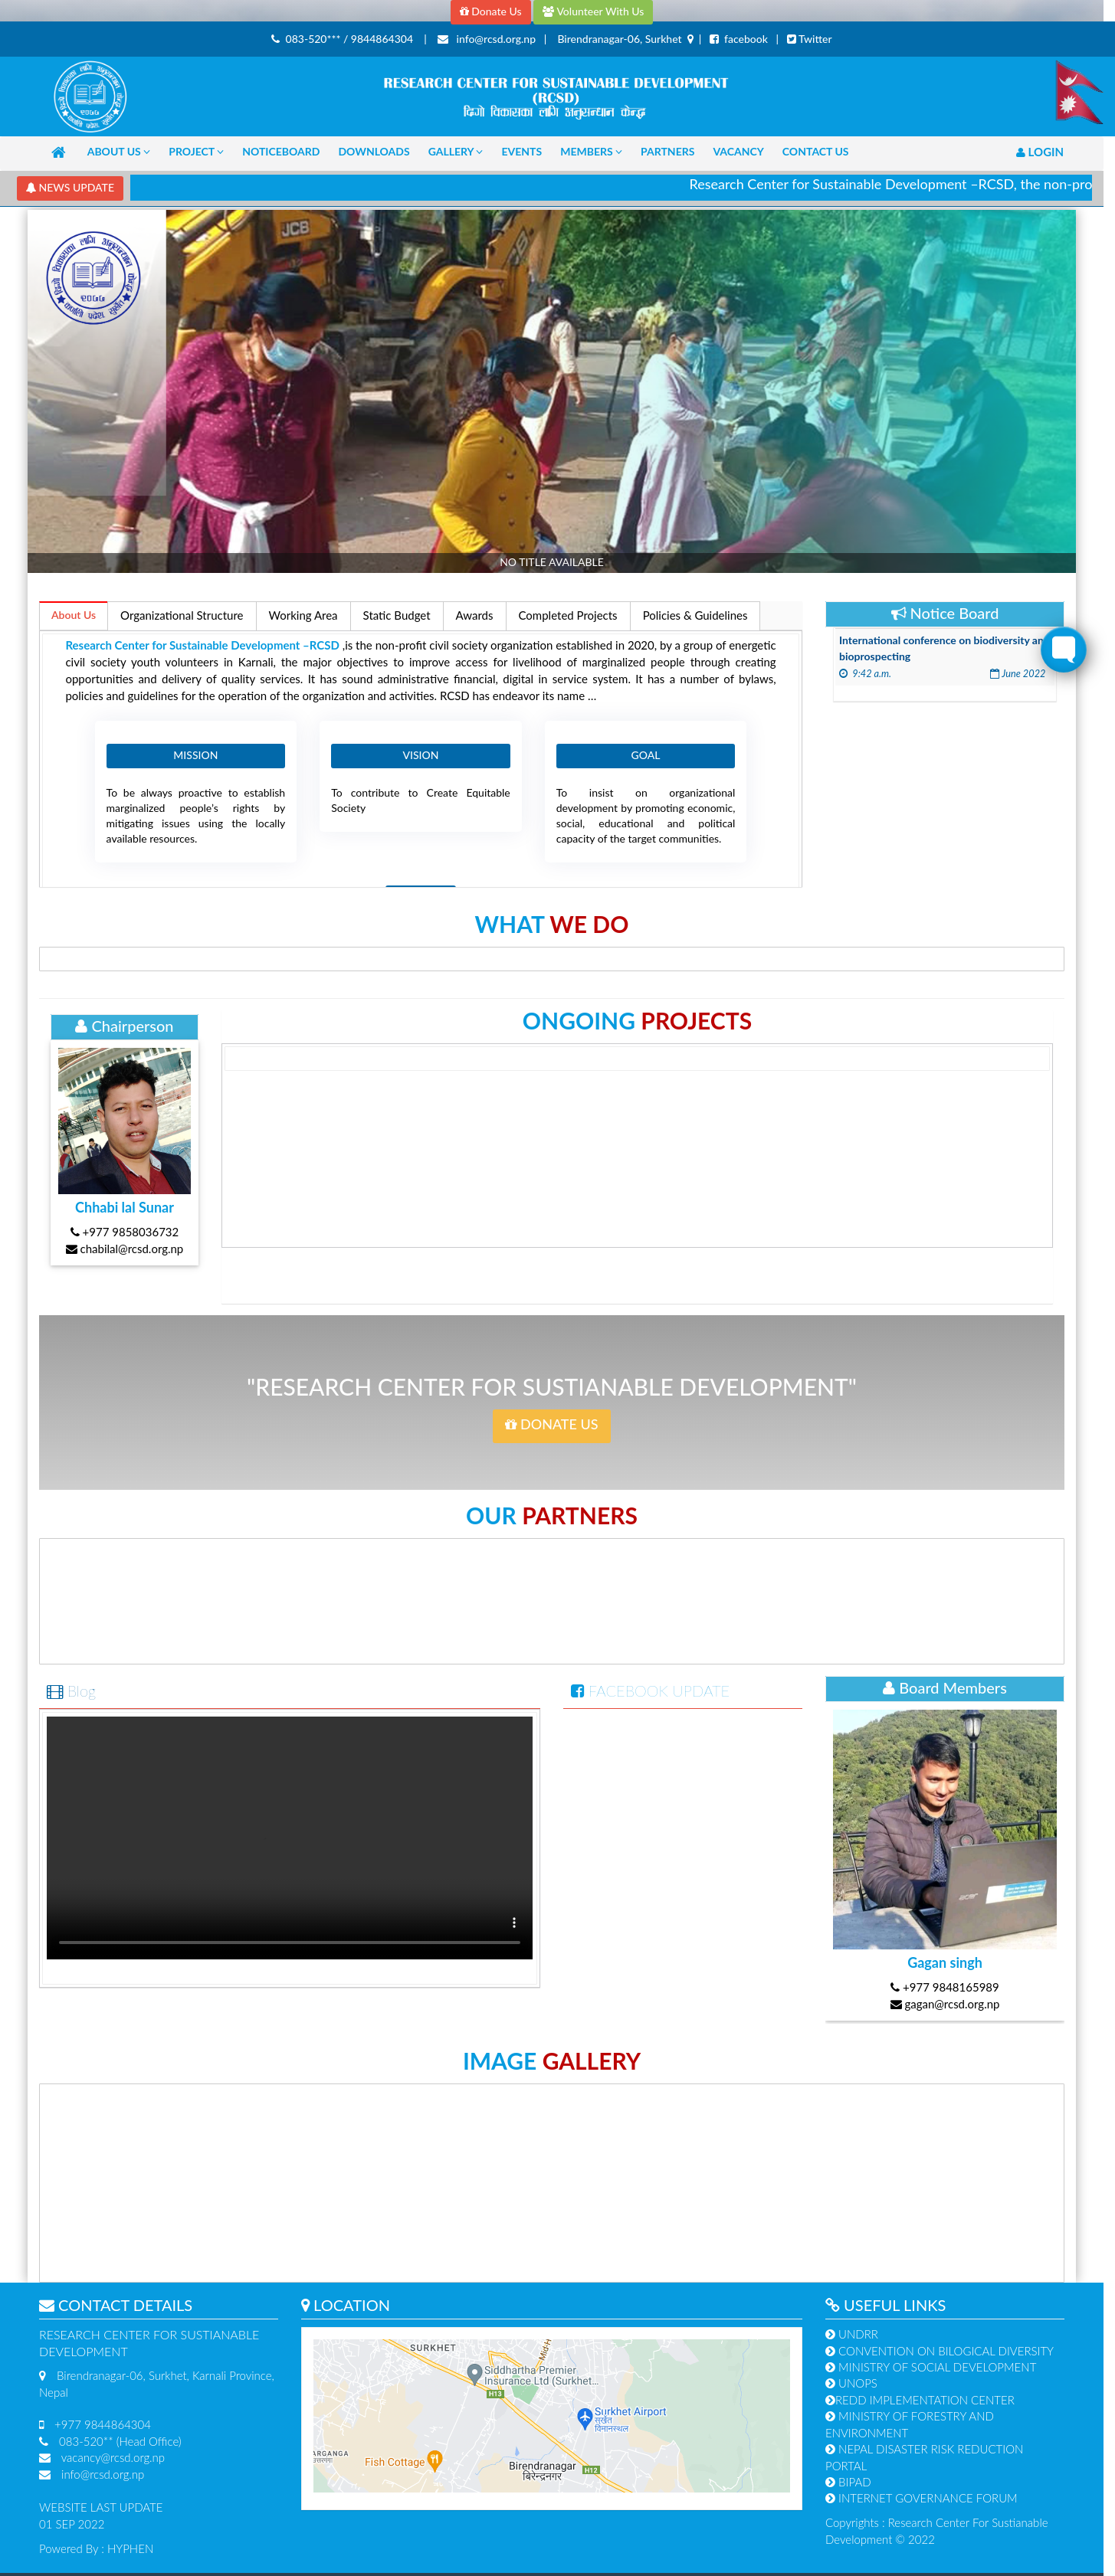 Donate Us Volunteer With Us
083-520*** / 9844864304 | info@rcsd.org.np | Birendranagar-06, Surkhet | facebook | Twitter
RESEARCH CENTER FOR SUSTAINABLE DEVELOPMENT
(RCSD)
दिगो विकासका लागि अनुसन्धान केन्द्र
ABOUT US PROJECT NOTICEBOARD DOWNLOADS GALLERY EVENTS MEMBERS PARTNERS VACANCY CONTACT US LOGIN
NEWS UPDATE
Research Center for Sustainable Development –RCSD, the non-pro
JCB
NO TITLE AVAILABLE
About Us Organizational Structure Working Area Static Budget Awards Completed Projects Policies & Guidelines
Research Center for Sustainable Development –RCSD ,is the non-profit civil society organization established in 2020, by a group of energetic
civil society youth volunteers in Karnali, the major objectives to improve access for livelihood of marginalized people through creating
opportunities and delivery of quality services. It has sound administrative financial, digital in service system. It has a number of bylaws,
policies and guidelines for the operation of the organization and activities. RCSD has endeavor its name ...
MISSION
To be always proactive to establish
marginalized people's rights by
mitigating issues using the locally
available resources.
VISION
To contribute to Create Equitable
Society
GOAL
To insist on organizational
development by promoting economic,
social, educational and political
capacity of the target communities.
Notice Board
International conference on biodiversity an
bioprospecting
9:42 a.m. June 2022
WHAT WE DO
Chairperson
Chhabi lal Sunar
+977 9858036732
chabilal@rcsd.org.np
ONGOING PROJECTS
"RESEARCH CENTER FOR SUSTIANABLE DEVELOPMENT"
DONATE US
OUR PARTNERS
Blog
FACEBOOK UPDATE
Board Members
Gagan singh
+977 9848165989
gagan@rcsd.org.np
IMAGE GALLERY
CONTACT DETAILS
RESEARCH CENTER FOR SUSTIANABLE
DEVELOPMENT
Birendranagar-06, Surkhet, Karnali Province,
Nepal
+977 9844864304
083-520** (Head Office)
vacancy@rcsd.org.np
info@rcsd.org.np
WEBSITE LAST UPDATE
01 SEP 2022
Powered By : HYPHEN
LOCATION
SURKHET
Mid-H
Siddhartha Premier
Insurance Ltd (Surkhet...
H13
Surkhet Airport
सुर्खेत
विमानस्थल
ARGANGA
Fish Cottage
Birendranagar
बिरेन्द्रनगर
H12
USEFUL LINKS
UNDRR
CONVENTION ON BILOGICAL DIVERSITY
MINISTRY OF SOCIAL DEVELOPMENT
UNOPS
REDD IMPLEMENTATION CENTER
MINISTRY OF FORESTRY AND
ENVIRONMENT
NEPAL DISASTER RISK REDUCTION
PORTAL
BIPAD
INTERNET GOVERNANCE FORUM
Copyrights : Research Center For Sustianable
Development © 2022